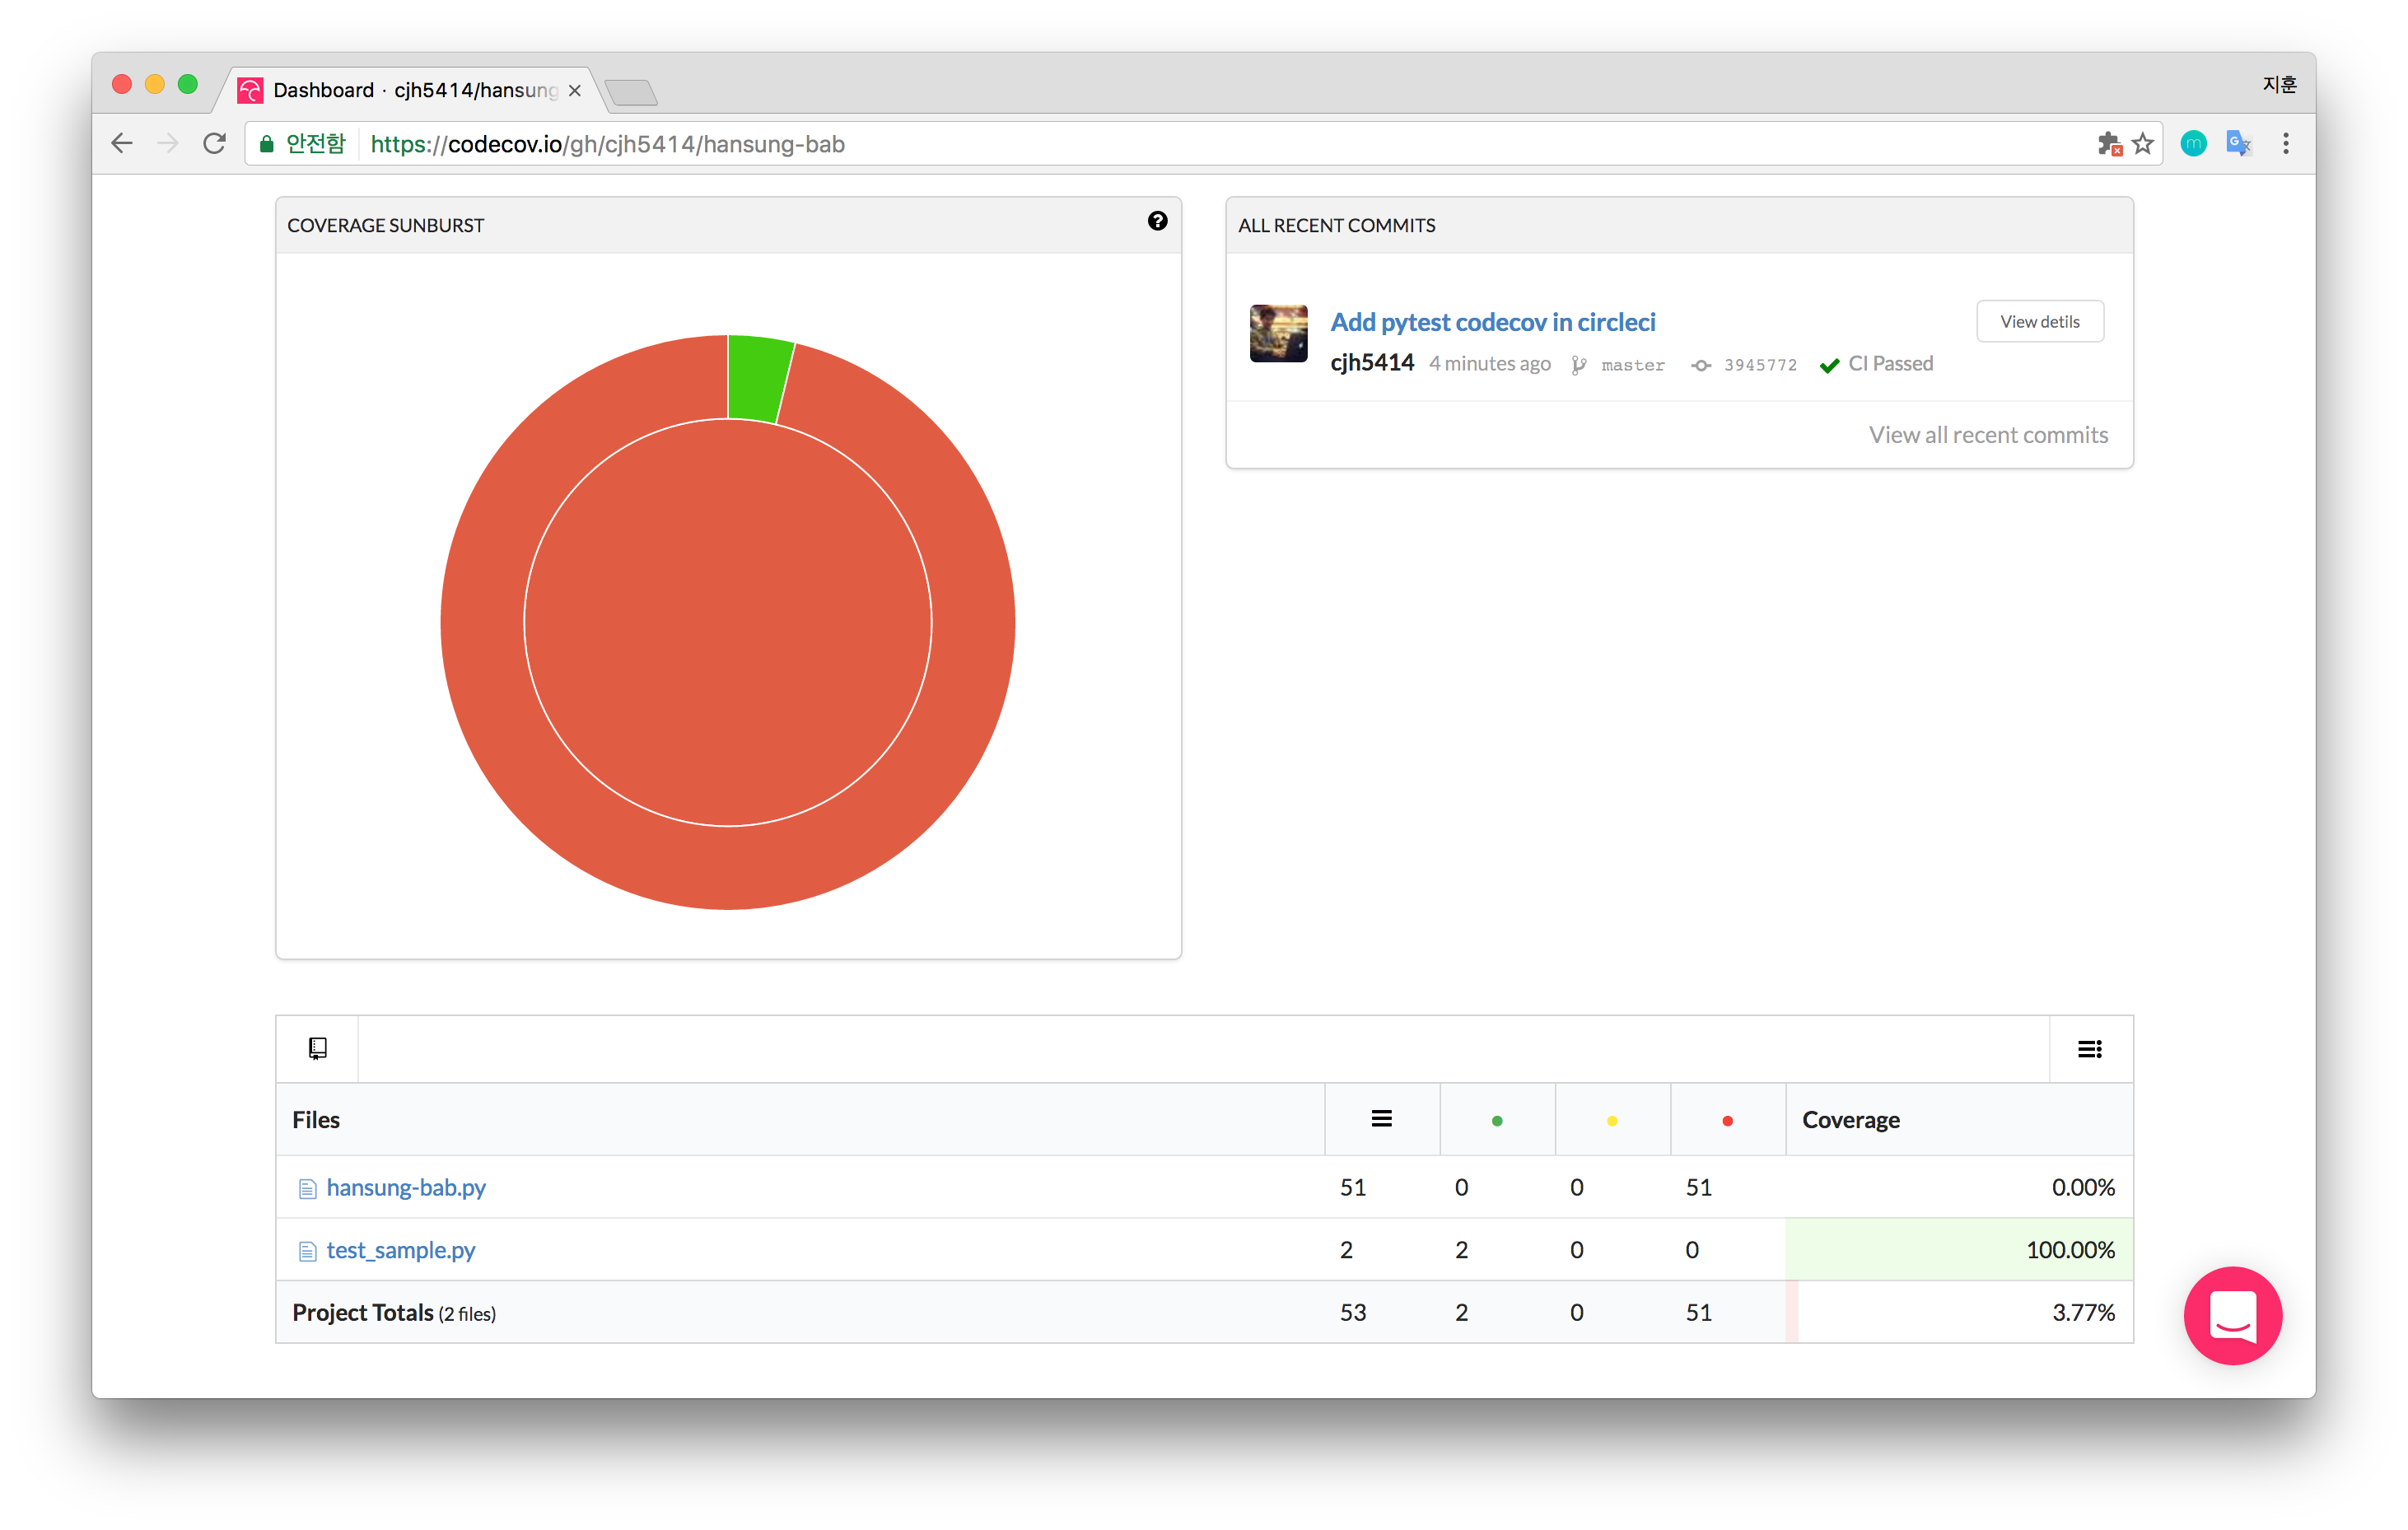 Dashboard · cjh5414/hansung
지훈
안전함 https://codecov.io/gh/cjh5414/hansung-bab
COVERAGE SUNBURST
ALL RECENT COMMITS
Add pytest codecov in circleci
View detils
cjh5414 4 minutes ago master 3945772 CI Passed
View all recent commits
Files Coverage
hansung-bab.py 51 0 0 51 0.00%
test_sample.py 2 2 0 0 100.00%
Project Totals (2 files) 53 2 0 51 3.77%